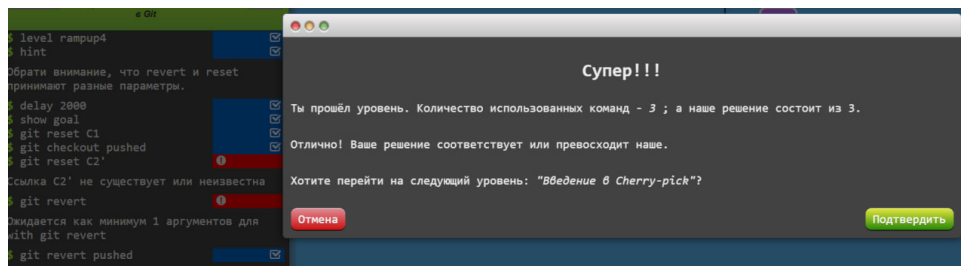 е Git
$ level rampup4
$ hint
Обрати внимание, что revert и reset
принимают разные параметры.
$ delay 2000
$ show goal
$ git reset C1
$ git checkout pushed
$ git reset C2'
Ссылка C2' не существует или неизвестна
$ git revert
Ожидается как минимум 1 аргументов для
with git revert
$ git revert pushed
Супер!!!
Ты прошёл уровень. Количество использованных команд - 3 ; а наше решение состоит из 3.
Отлично! Ваше решение соответствует или превосходит наше.
Хотите перейти на следующий уровень: "Введение в Cherry-pick"?
Отмена
Подтвердить